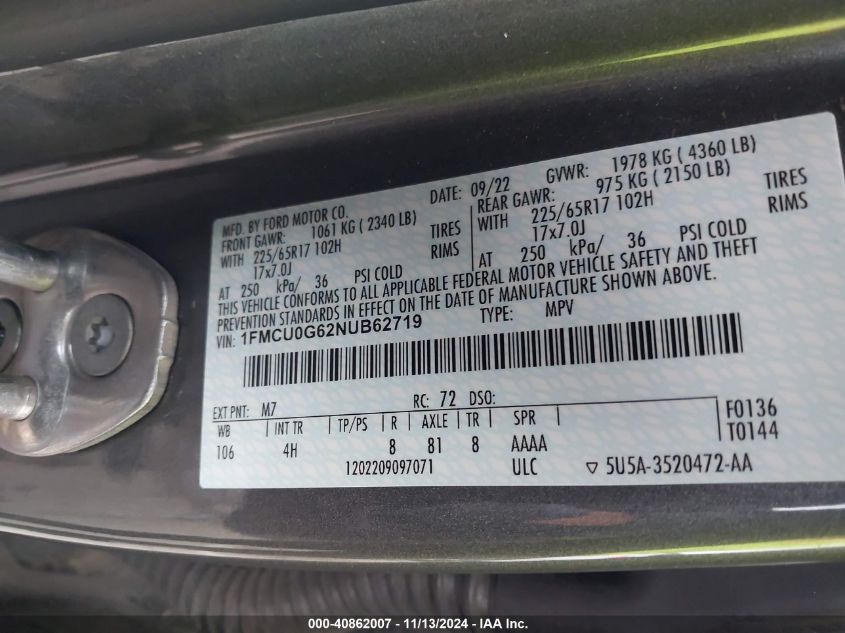 MFD. BY FORD MOTOR CO. DATE: 09/22 GVWR: 1978 KG ( 4360 LB)
FRONT GAWR: 1061 KG ( 2340 LB) REAR GAWR: 975 KG ( 2150 LB)
WITH 225/65R17 102H TIRES WITH 225/65R17 102H TIRES
17x7.0J RIMS 17x7.0J RIMS
AT 250 kPa/ 36 PSI COLD AT 250 kPa/ 36 PSI COLD
THIS VEHICLE CONFORMS TO ALL APPLICABLE FEDERAL MOTOR VEHICLE SAFETY AND THEFT
PREVENTION STANDARDS IN EFFECT ON THE DATE OF MANUFACTURE SHOWN ABOVE.
VIN: 1FMCU0G62NUB62719 TYPE: MPV
EXT PNT: M7 RC: 72 DSO:
WB INT TR TP/PS R AXLE TR SPR F0136
106 4H 8 81 8 AAAA T0144
1202209097071 ULC ▽ 5U5A-3520472-AA
000-40862007 - 11/13/2024 - IAA Inc.